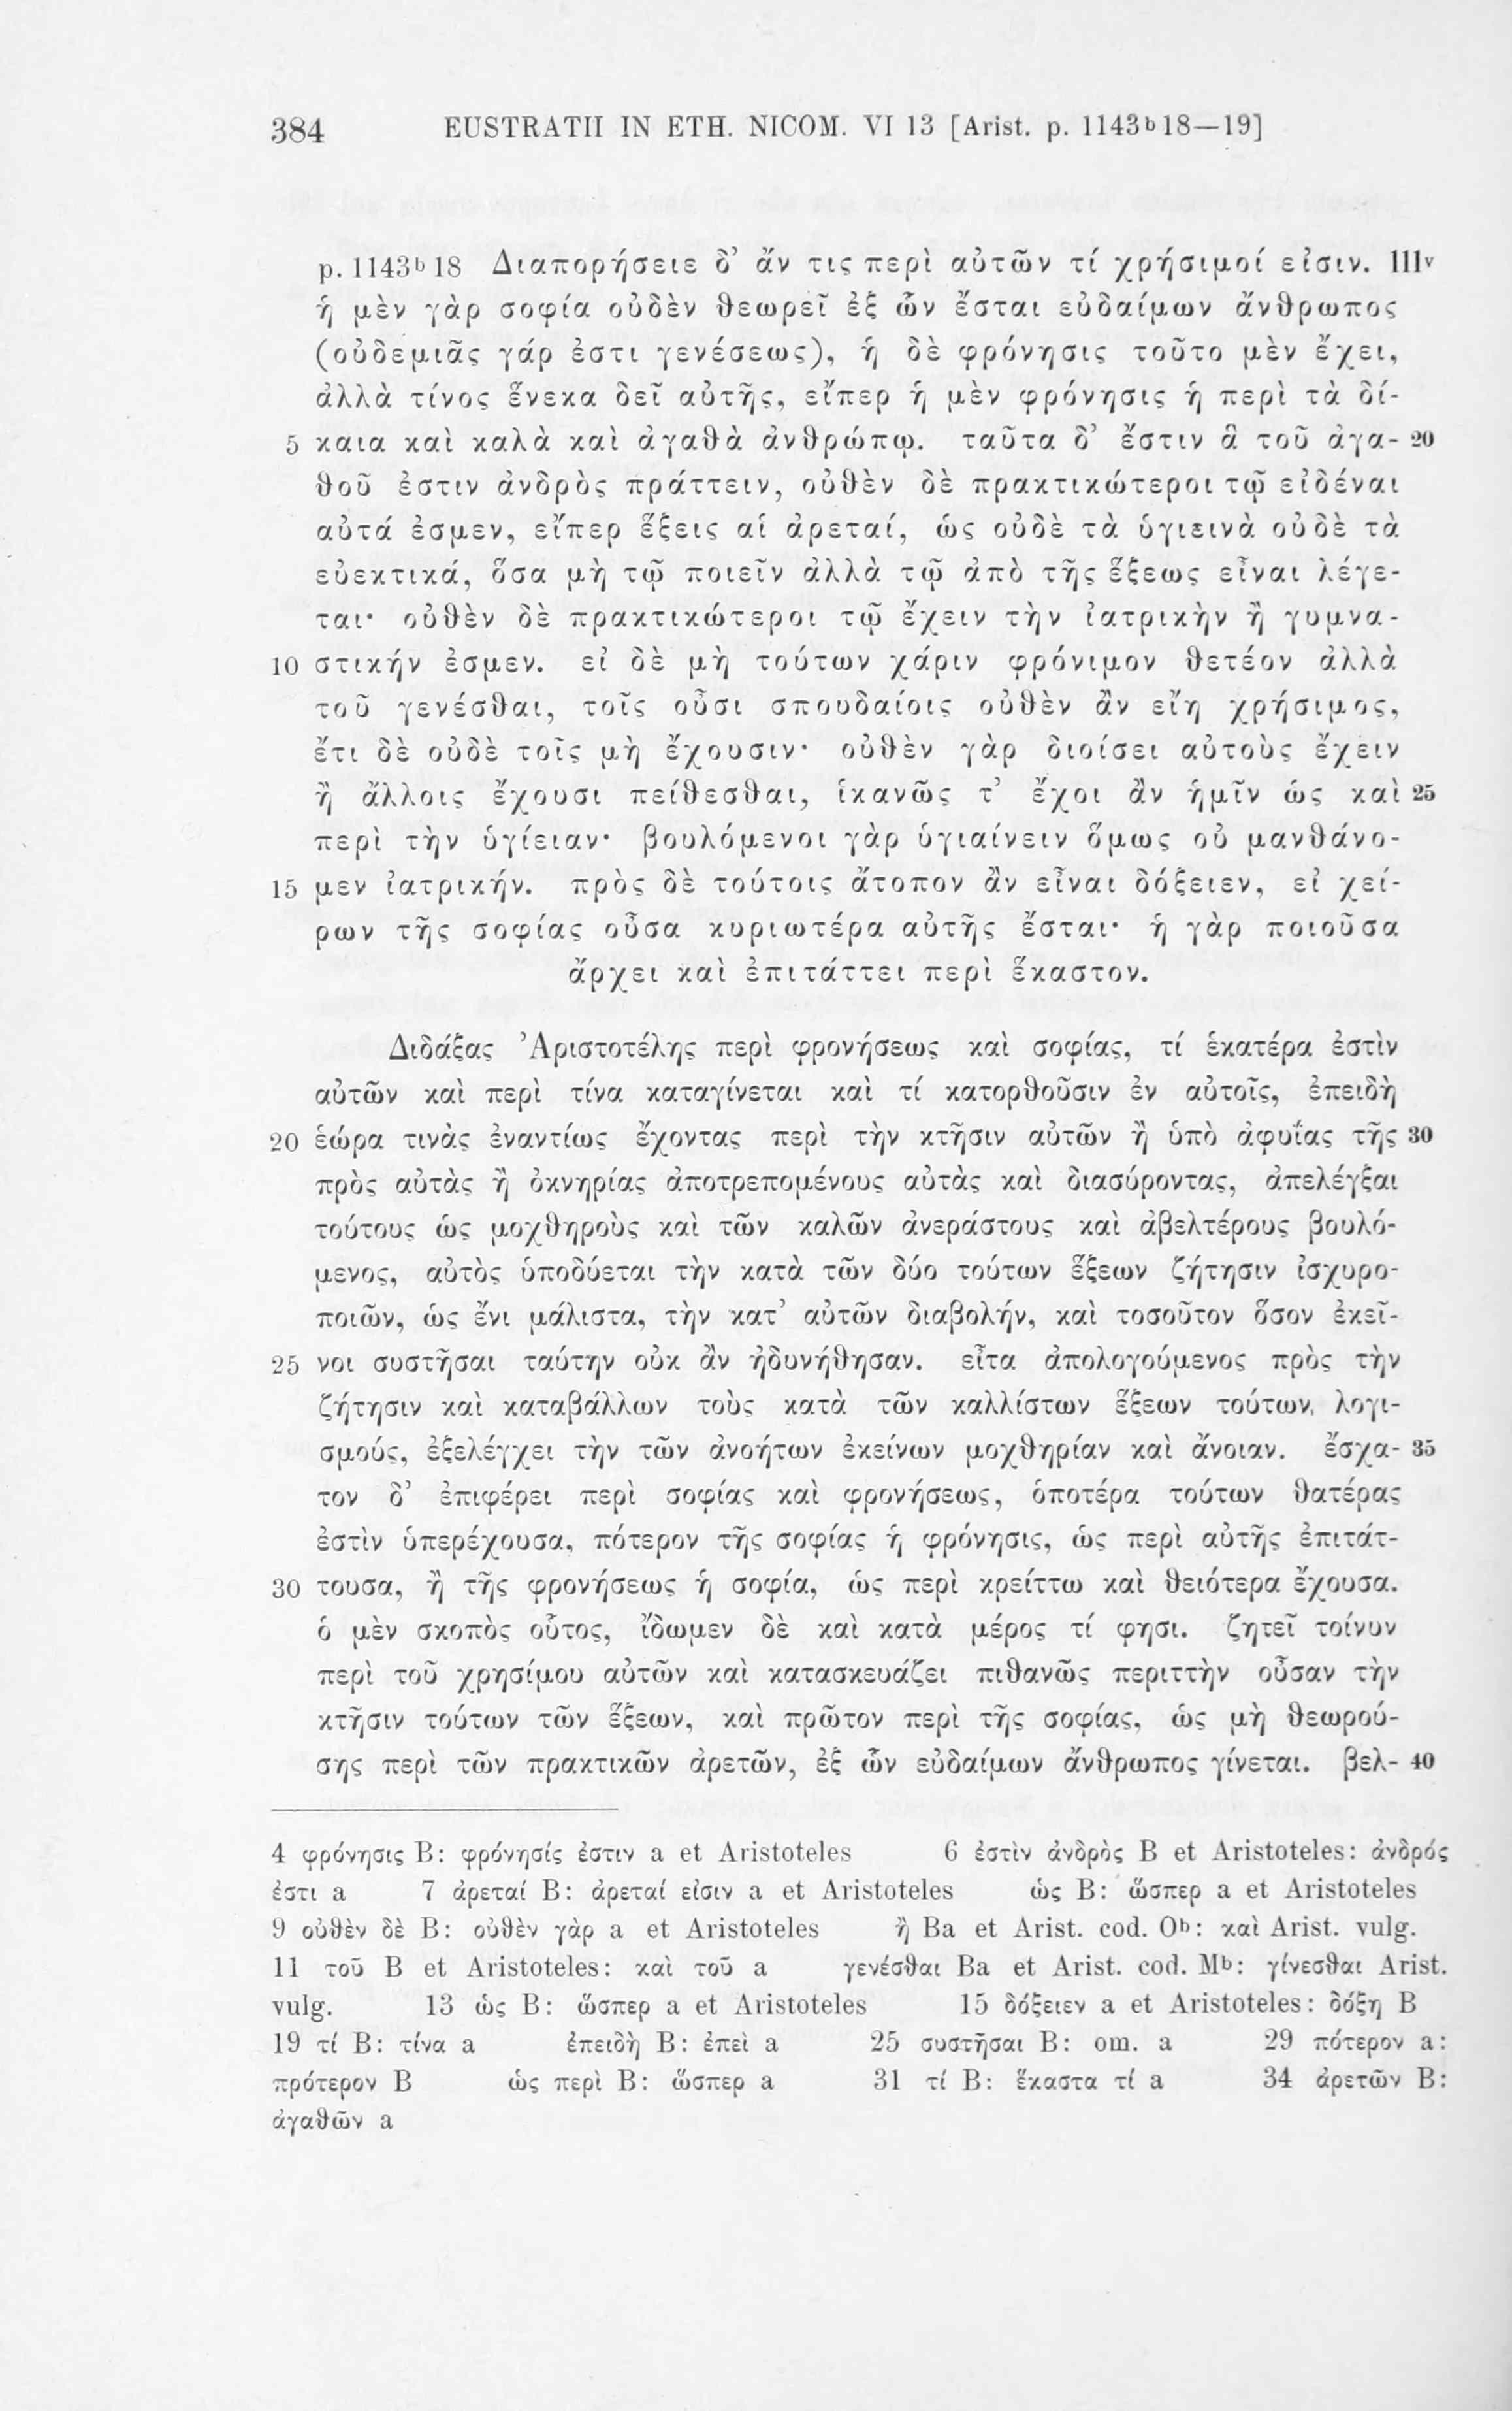 384 EUSTRATII IN ETH. NICOM. VI 13 [Arist. p. 1143b18—19]
p. 1143b18 Διαπορήσειε δ’ ἄν τις περὶ αὐτῶν τί χρήσιμοί εἰσιν. 111v
ἡ μὲν γὰρ σοφία οὐδὲν θεωρεῖ ἐξ ὧν ἔσται εὐδαίμων ἄνθρωπος
(οὐδεμιᾶς γάρ ἐστι γενέσεως), ἡ δὲ φρόνησις τοῦτο μὲν ἔχει,
ἀλλὰ τίνος ἕνεκα δεῖ αὐτῆς, εἴπερ ἡ μὲν φρόνησις ἡ περὶ τὰ δί-
5 καια καὶ καλὰ καὶ ἀγαθὰ ἀνθρώπῳ. ταῦτα δ’ ἔστιν ἃ τοῦ ἀγα- 20
θοῦ ἐστιν ἀνδρὸς πράττειν, οὐθὲν δὲ πρακτικώτεροι τῷ εἰδέναι
αὐτά ἐσμεν, εἴπερ ἕξεις αἱ ἀρεταί, ὡς οὐδὲ τὰ ὑγιεινὰ οὐδὲ τὰ
εὐεκτικά, ὅσα μὴ τῷ ποιεῖν ἀλλὰ τῷ ἀπὸ τῆς ἕξεως εἶναι λέγε-
ται· οὐθὲν δὲ πρακτικώτεροι τῷ ἔχειν τὴν ἰατρικὴν ἢ γυμνα-
10 στικήν ἐσμεν. εἰ δὲ μὴ τούτων χάριν φρόνιμον θετέον ἀλλὰ
τοῦ γενέσθαι, τοῖς οὖσι σπουδαίοις οὐθὲν ἂν εἴη χρήσιμος,
ἔτι δὲ οὐδὲ τοῖς μὴ ἔχουσιν· οὐθὲν γὰρ διοίσει αὐτοὺς ἔχειν
ἢ ἄλλοις ἔχουσι πείθεσθαι, ἱκανῶς τ’ ἔχοι ἂν ἡμῖν ὡς καὶ 25
περὶ τὴν ὑγίειαν· βουλόμενοι γὰρ ὑγιαίνειν ὅμως οὐ μανθάνο-
15 μεν ἰατρικήν. πρὸς δὲ τούτοις ἄτοπον ἂν εἶναι δόξειεν, εἰ χεί-
ρων τῆς σοφίας οὖσα κυριωτέρα αὐτῆς ἔσται· ἡ γὰρ ποιοῦσα
ἄρχει καὶ ἐπιτάττει περὶ ἕκαστον.
Διδάξας Ἀριστοτέλης περὶ φρονήσεως καὶ σοφίας, τί ἑκατέρα ἐστὶν
αὐτῶν καὶ περὶ τίνα καταγίνεται καὶ τί κατορθοῦσιν ἐν αὐτοῖς, ἐπειδὴ
20 ἑώρα τινὰς ἐναντίως ἔχοντας περὶ τὴν κτῆσιν αὐτῶν ἢ ὑπὸ ἀφυΐας τῆς 30
πρὸς αὐτὰς ἢ ὀκνηρίας ἀποτρεπομένους αὐτὰς καὶ διασύροντας, ἀπελέγξαι
τούτους ὡς μοχθηροὺς καὶ τῶν καλῶν ἀνεράστους καὶ ἀβελτέρους βουλό-
μενος, αὐτὸς ὑποδύεται τὴν κατὰ τῶν δύο τούτων ἕξεων ζήτησιν ἰσχυρο-
ποιῶν, ὡς ἔνι μάλιστα, τὴν κατ’ αὐτῶν διαβολήν, καὶ τοσοῦτον ὅσον ἐκεῖ-
25 νοι συστῆσαι ταύτην οὐκ ἂν ἠδυνήθησαν. εἶτα ἀπολογούμενος πρὸς τὴν
ζήτησιν καὶ καταβάλλων τοὺς κατὰ τῶν καλλίστων ἕξεων τούτων, λογι-
σμούς, ἐξελέγχει τὴν τῶν ἀνοήτων ἐκείνων μοχθηρίαν καὶ ἄνοιαν. ἔσχα- 35
τον δ’ ἐπιφέρει περὶ σοφίας καὶ φρονήσεως, ὁποτέρα τούτων θατέρας
ἐστὶν ὑπερέχουσα, πότερον τῆς σοφίας ἡ φρόνησις, ὡς περὶ αὐτῆς ἐπιτάτ-
30 τουσα, ἢ τῆς φρονήσεως ἡ σοφία, ὡς περὶ κρείττω καὶ θειότερα ἔχουσα.
ὁ μὲν σκοπὸς οὗτος, ἴδωμεν δὲ καὶ κατὰ μέρος τί φησι. ζητεῖ τοίνυν
περὶ τοῦ χρησίμου αὐτῶν καὶ κατασκευάζει πιθανῶς περιττὴν οὖσαν τὴν
κτῆσιν τούτων τῶν ἕξεων, καὶ πρῶτον περὶ τῆς σοφίας, ὡς μὴ θεωρού-
σης περὶ τῶν πρακτικῶν ἀρετῶν, ἐξ ὧν εὐδαίμων ἄνθρωπος γίνεται. βελ- 40
4 φρόνησις B: φρόνησίς ἐστιν a et Aristoteles 6 ἐστὶν ἀνδρὸς B et Aristoteles: ἀνδρός
ἐστι a 7 ἀρεταί B: ἀρεταί εἰσιν a et Aristoteles ὡς B: ὥσπερ a et Aristoteles
9 οὐθὲν δὲ B: οὐθὲν γὰρ a et Aristoteles ἢ Ba et Arist. cod. Ob: καὶ Arist. vulg.
11 τοῦ B et Aristoteles: καὶ τοῦ a γενέσθαι Ba et Arist. cod. Mb: γίνεσθαι Arist.
vulg. 13 ὡς B: ὥσπερ a et Aristoteles 15 δόξειεν a et Aristoteles: δόξῃ B
19 τί B: τίνα a ἐπειδὴ B: ἐπεὶ a 25 συστῆσαι B: om. a 29 πότερον a:
πρότερον B ὡς περὶ B: ὥσπερ a 31 τί B: ἕκαστα τί a 34 ἀρετῶν B:
ἀγαθῶν a